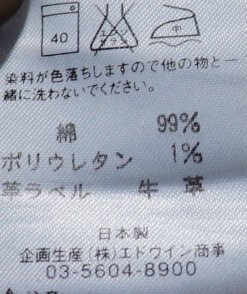 40 エンソ サラシ 中
染料が色落ちしますので他の物と一
緒に洗わないでください。
綿 99%
ポリウレタン 1%
革ラベル 牛革
日本製
企画生産(株)エドウイン商事
03-5604-8900